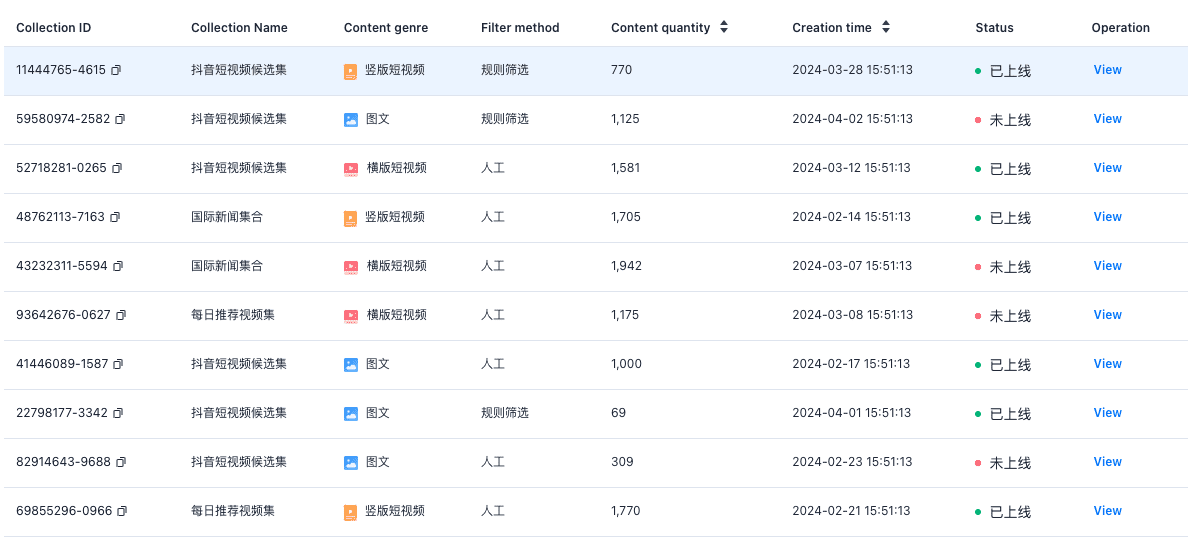 Collection ID Collection Name Content genre Filter method Content quantity Creation time Status Operation
11444765-4615 抖音短视频候选集 竖版短视频 规则筛选 770 2024-03-28 15:51:13 已上线 View
59580974-2582 抖音短视频候选集 图文 规则筛选 1,125 2024-04-02 15:51:13 未上线 View
52718281-0265 抖音短视频候选集 横版短视频 人工 1,581 2024-03-12 15:51:13 已上线 View
48762113-7163 国际新闻集合 竖版短视频 人工 1,705 2024-02-14 15:51:13 已上线 View
43232311-5594 国际新闻集合 横版短视频 人工 1,942 2024-03-07 15:51:13 未上线 View
93642676-0627 每日推荐视频集 横版短视频 人工 1,175 2024-03-08 15:51:13 未上线 View
41446089-1587 抖音短视频候选集 图文 人工 1,000 2024-02-17 15:51:13 已上线 View
22798177-3342 抖音短视频候选集 图文 规则筛选 69 2024-04-01 15:51:13 已上线 View
82914643-9688 抖音短视频候选集 图文 人工 309 2024-02-23 15:51:13 未上线 View
69855296-0966 每日推荐视频集 竖版短视频 人工 1,770 2024-02-21 15:51:13 已上线 View